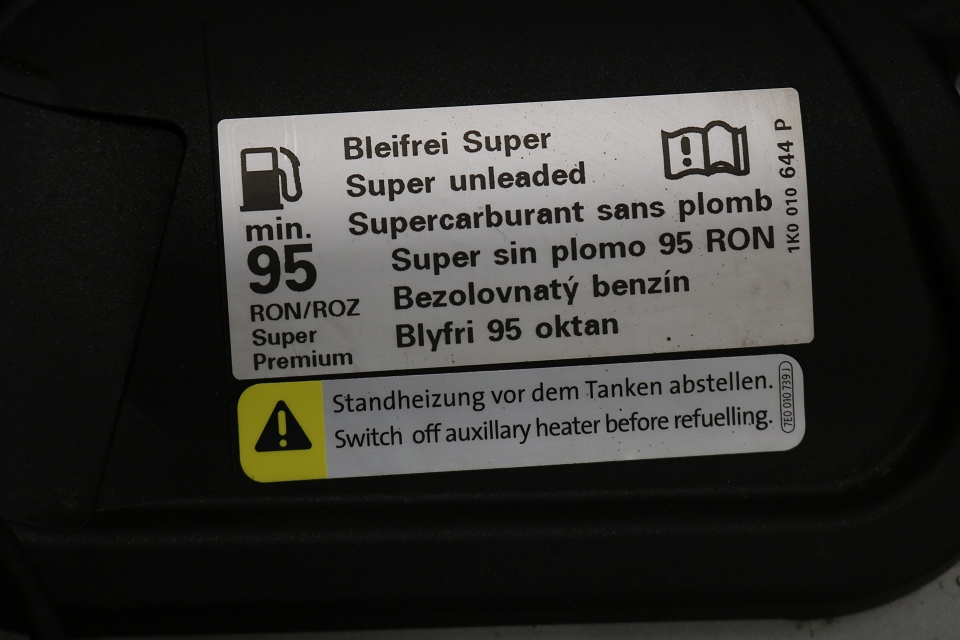 min.
95
RON/ROZ
Super
Premium
Bleifrei Super
Super unleaded
Supercarburant sans plomb
Super sin plomo 95 RON
Bezolovnatý benzín
Blyfri 95 oktan
1K0 010 644 P
Standheizung vor dem Tanken abstellen.
Switch off auxillary heater before refuelling.
7E0 010 739 J